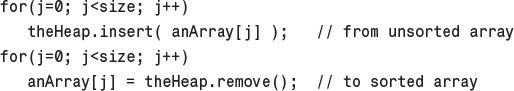 for(j=0; j<size; j++)
   theHeap.insert( anArray[j] );   // from unsorted array
for(j=0; j<size; j++)
   anArray[j] = theHeap.remove();  // to sorted array